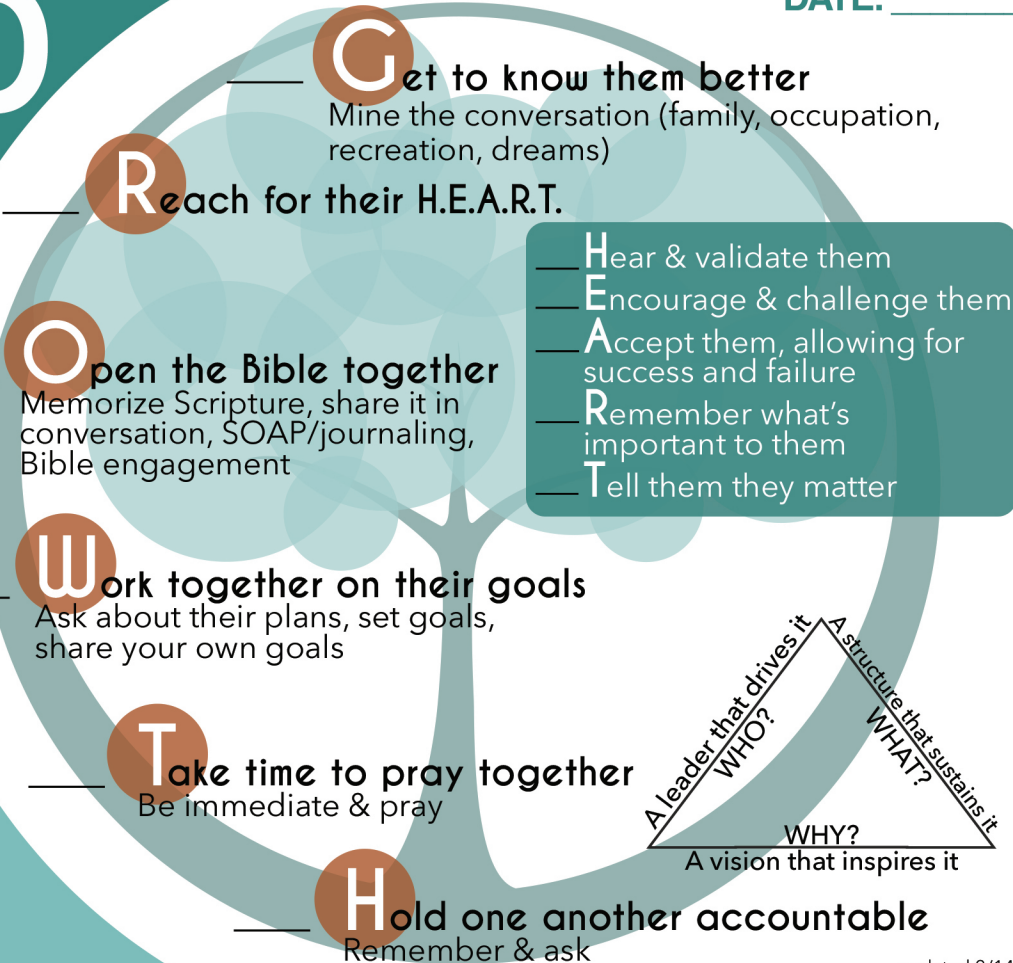 DATE:
Get to know them better
Mine the conversation (family, occupation,
recreation, dreams)
Reach for their H.E.A.R.T.
Hear & validate them
Encourage & challenge them
Accept them, allowing for
success and failure
Remember what's
important to them
Tell them they matter
Open the Bible together
Memorize Scripture, share it in
conversation, SOAP/journaling,
Bible engagement
Work together on their goals
Ask about their plans, set goals,
share your own goals
Take time to pray together
Be immediate & pray
A leader that drives it
WHO?
A structure that sustains it
WHAT?
WHY?
A vision that inspires it
Hold one another accountable
Remember & ask